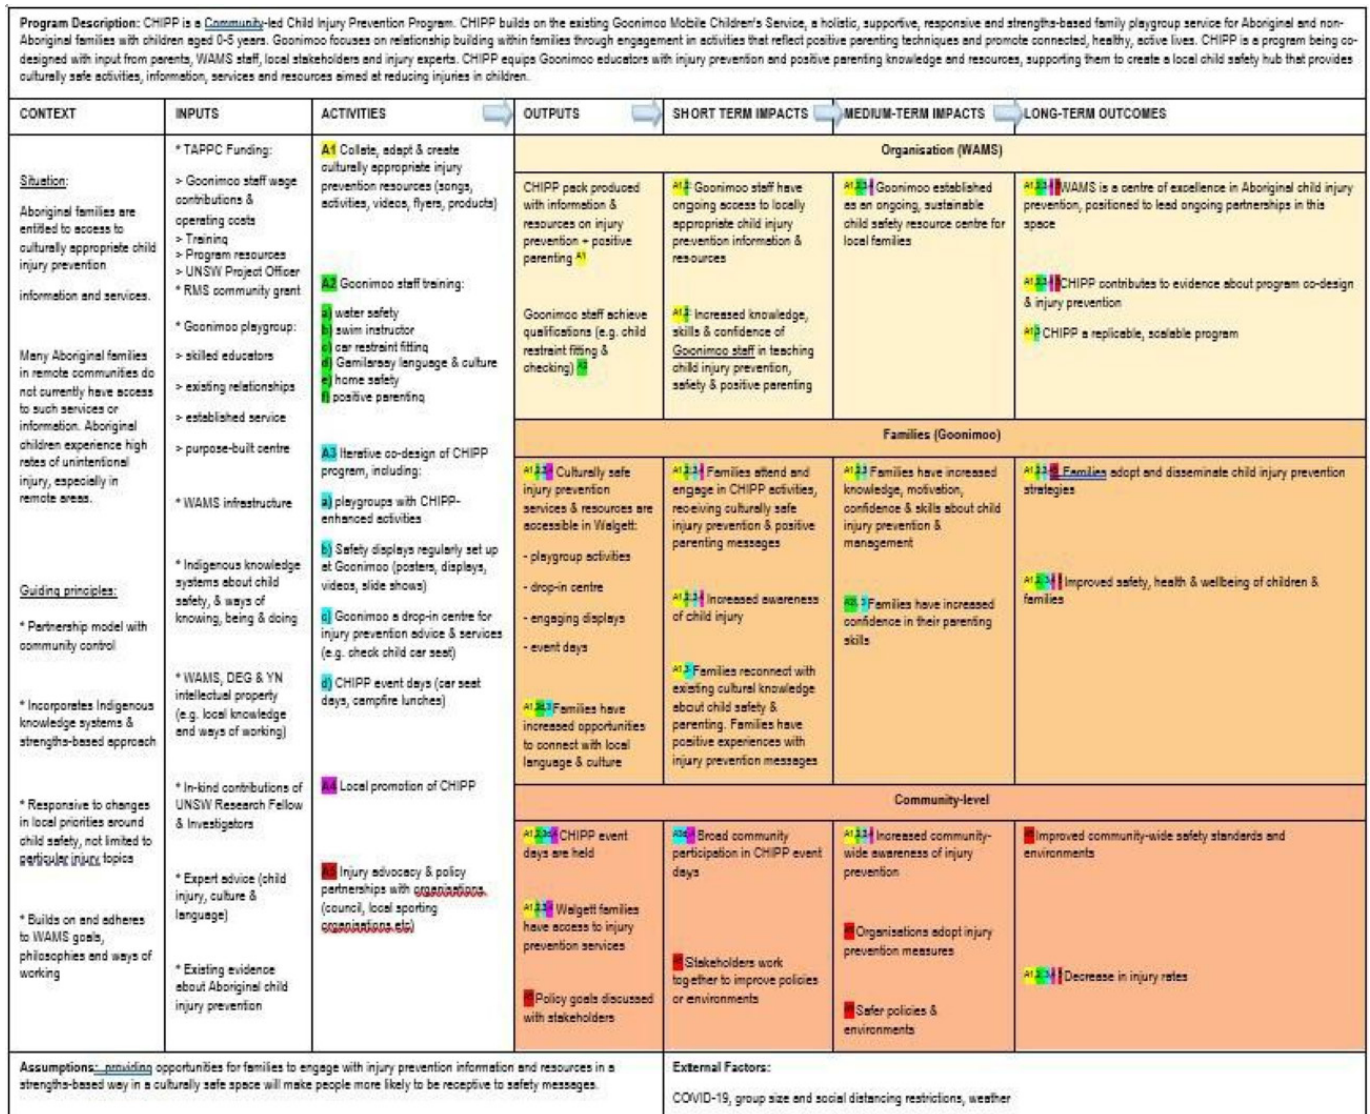 Program Description: CHIPP is a Community-led Child Injury Prevention Program. CHIPP builds on the existing Goonimoo Mobile Children's Service, a holistic, supportive, responsive and strengths-based family playgroup service for Aboriginal and non-
Aboriginal families with children aged 0-5 years. Goonimoo focuses on relationship building within families through engagement in activities that reflect positive parenting techniques and promote connected, healthy, active lives. CHIPP is a program being co-
designed with input from parents, WAMS staff, local stakeholders and injury experts. CHIPP equips Goonimoo educators with injury prevention and positive parenting knowledge and resources, supporting them to create a local child safety hub that provides
culturally safe activities, information, services and resources aimed at reducing injuries in children.
CONTEXT
Situation:
Aboriginal families are
entitled to access to
culturally appropriate child
injury prevention
information and services.
Many Aboriginal families
in remote communities do
not currently have access
to such services or
information. Aboriginal
children experience high
rates of unintentional
injury, especially in
remote areas.
Guiding principles:
* Partnership model with
community control
* Incorporates Indigenous
knowledge systems &
strengths-based approach
* Responsive to changes
in local priorities around
child safety, not limited to
particular injury topics
* Builds on and adheres
to WAMS goals,
philosophies and ways of
working
INPUTS
* TAPPC Funding:
> Goonimoo staff wage
contributions &
operating costs
> Training
> Program resources
> UNSW Project Officer
* RMS community grant
* Goonimoo playgroup:
> skilled educators
> existing relationships
> established service
> purpose-built centre
* WAMS infrastructure
* Indigenous knowledge
systems about child
safety, & ways of
knowing, being & doing
* WAMS, DEG & YN
intellectual property
(e.g. local knowledge
and ways of working)
* In-kind contributions of
UNSW Research Fellow
& Investigators
* Expert advice (child
injury, culture &
language)
* Existing evidence
about Aboriginal child
injury prevention
ACTIVITIES
A1 Collate, adapt & create
culturally appropriate injury
prevention resources (songs,
activities, videos, flyers, products)
A2 Goonimoo staff training:
a) water safety
b) swim instructor
c) car restraint fitting
d) Gamilaraay language & culture
e) home safety
f) positive parenting
A3 Iterative co-design of CHIPP
program, including:
a) playgroups with CHIPP-
enhanced activities
b) Safety displays regularly set up
at Goonimoo (posters, displays,
videos, slide shows)
c) Goonimoo a drop-in centre for
injury prevention advice & services
(e.g. check child car seat)
d) CHIPP event days (car seat
days, campfire lunches)
A4 Local promotion of CHIPP
A5 Injury advocacy & policy
partnerships with organisations
(council, local sporting
organisations etc)
OUTPUTS
SHORT TERM IMPACTS
MEDIUM-TERM IMPACTS
LONG-TERM OUTCOMES
Organisation (WAMS)
CHIPP pack produced
with information &
resources on injury
prevention + positive
parenting A1
Goonimoo staff achieve
qualifications (e.g. child
restraint fitting &
checking) A2
A1,2 Goonimoo staff have
ongoing access to locally
appropriate child injury
prevention information &
resources
A1,2 Increased knowledge,
skills & confidence of
Goonimoo staff in teaching
child injury prevention,
safety & positive parenting
A1,2,3,4 Goonimoo established
as an ongoing, sustainable
child safety resource centre for
local families
WAMS is a centre of excellence in Aboriginal child injury
prevention, positioned to lead ongoing partnerships in this
space
CHIPP contributes to evidence about program co-design
& injury prevention
CHIPP a replicable, scalable program
Families (Goonimoo)
A1,2,3,4 Culturally safe
injury prevention
services & resources are
accessible in Walgett:
- playgroup activities
- drop-in centre
- engaging displays
- event days
Families have
increased opportunities
to connect with local
language & culture
A1,2,3,4 Families attend and
engage in CHIPP activities,
receiving culturally safe
injury prevention & positive
parenting messages
A1,2,3,4 Increased awareness
of child injury
Families reconnect with
existing cultural knowledge
about child safety &
parenting. Families have
positive experiences with
injury prevention messages
A1,2,3 Families have increased
knowledge, motivation,
confidence & skills about child
injury prevention &
management
Families have increased
confidence in their parenting
skills
Families adopt and disseminate child injury prevention
strategies
Improved safety, health & wellbeing of children &
families
Community-level
CHIPP event
days are held
A1,2,3,4 Walgett families
have access to injury
prevention services
A5 Policy goals discussed
with stakeholders
Broad community
participation in CHIPP event
days
A5 Stakeholders work
together to improve policies
or environments
A1,2,3,4 Increased community-
wide awareness of injury
prevention
A5 Organisations adopt injury
prevention measures
A5 Safer policies &
environments
A5 Improved community-wide safety standards and
environments
Decrease in injury rates
Assumptions: providing opportunities for families to engage with injury prevention information and resources in a
strengths-based way in a culturally safe space will make people more likely to be receptive to safety messages.
External Factors:
COVID-19, group size and social distancing restrictions, weather